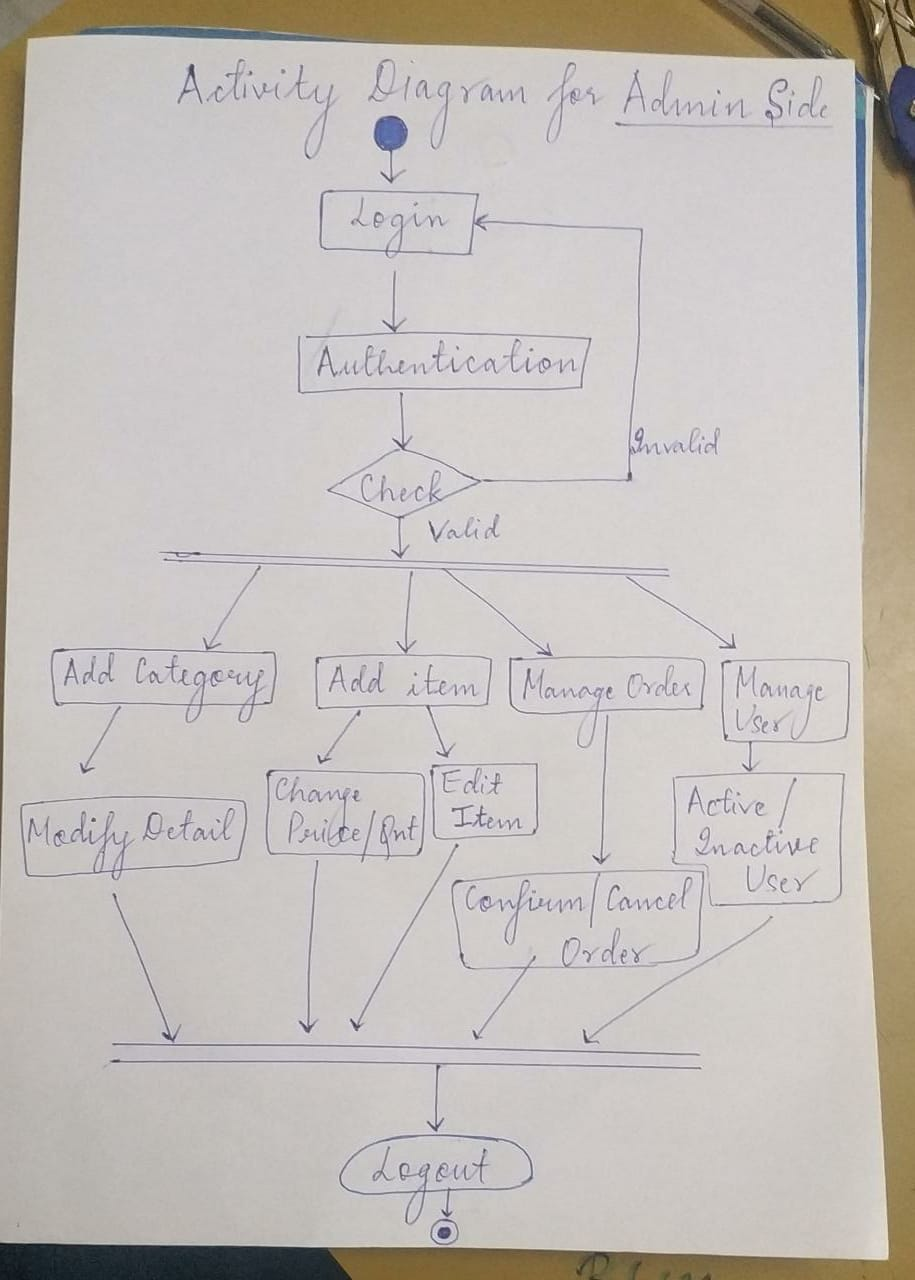 Activity Diagram for Admin Side
Login
Authentication
Invalid
Check
Valid
Add Category
Add item
Manage Order
Manage
User
Modify Detail
Change
Price/Qnt
Edit
Item
Active/
Inactive
User
Confirm/Cancel
Order
Logout